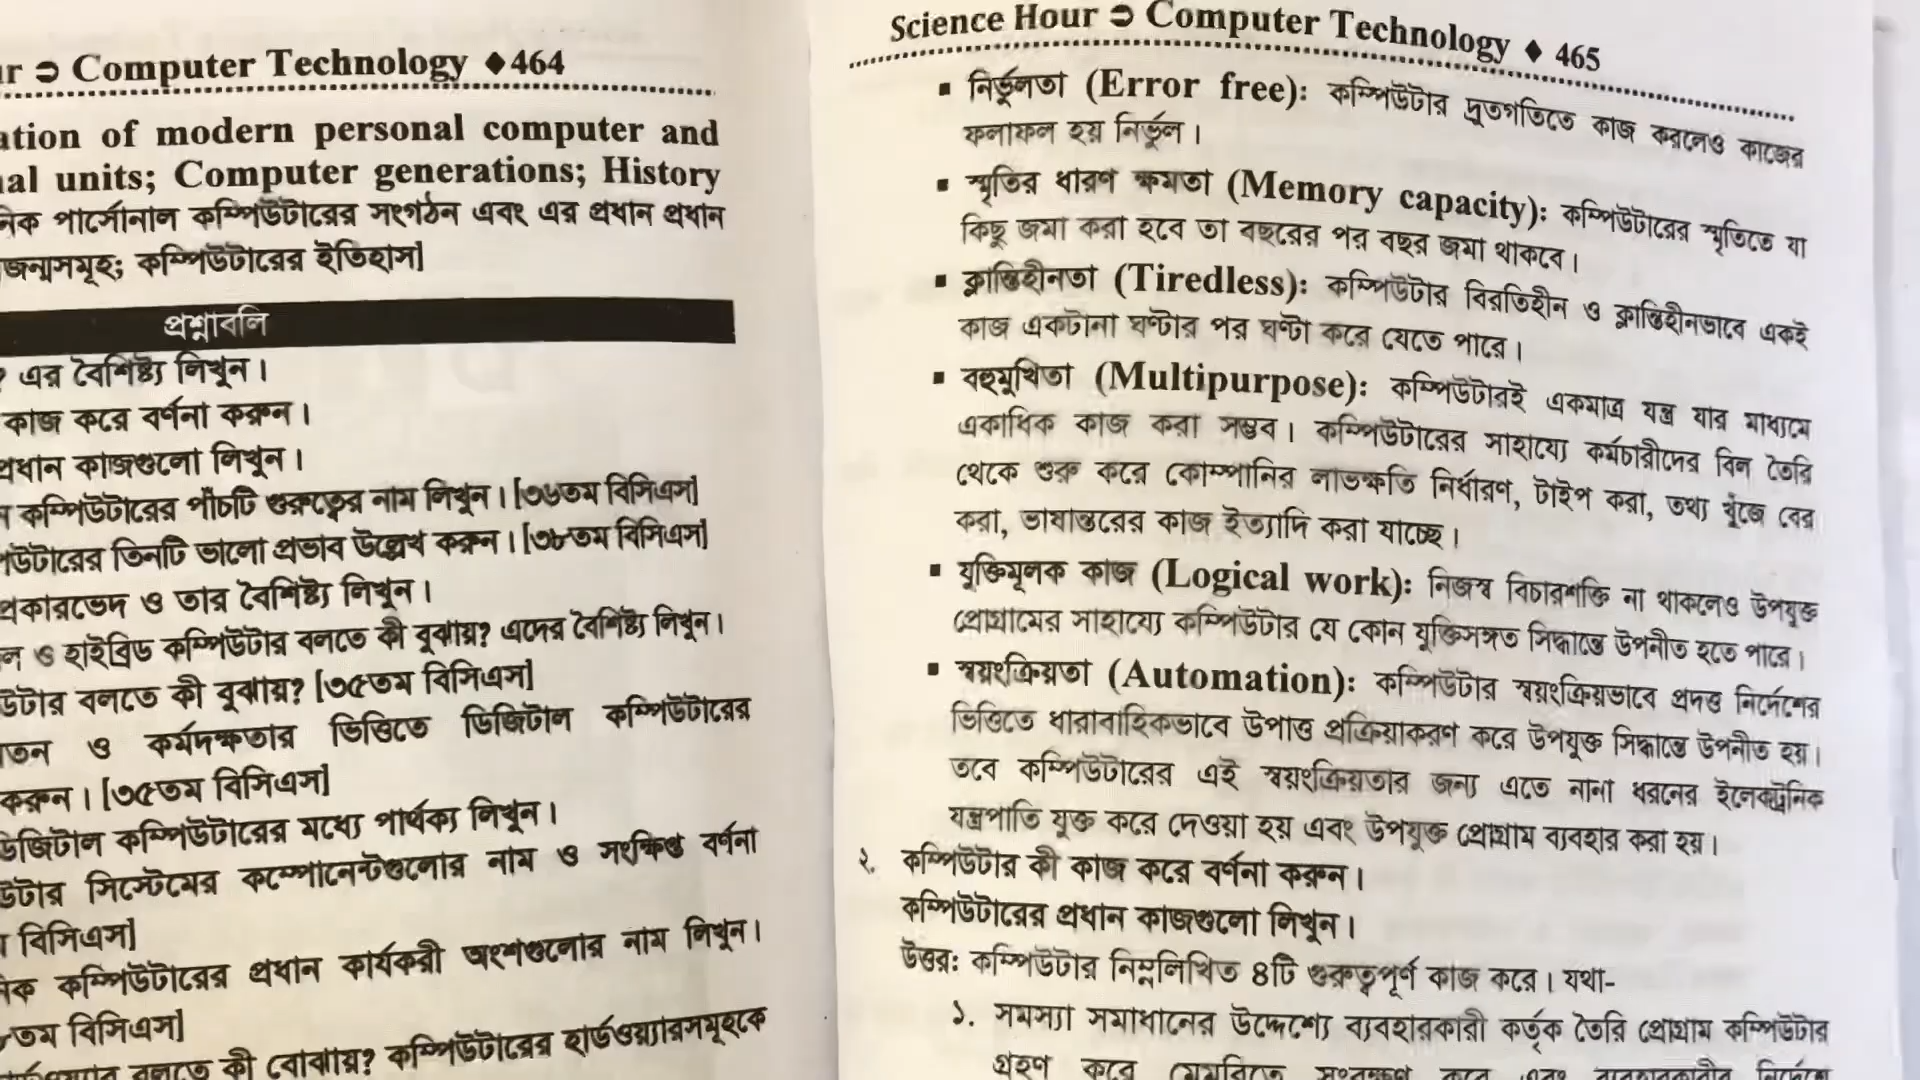 Computer Technology ◆464
ation of modern personal computer and
al units; Computer generations; History
পার্সোনাল কম্পিউটারের সংগঠন এবং এর প্রধান প্রধান
কম্পিউটারের ইতিহাস]
প্রশ্নাবলি
এর বৈশিষ্ট্য লিখুন।
কাজ করে বর্ণনা করুন।
প্রধান কাজগুলো লিখুন।
কম্পিউটারের পাঁচটি গুরুত্বের নাম লিখুন। [৩৬তম বিসিএস]
তিনটি ভালো প্রভাব উল্লেখ করুন। [৩৮তম বিসিএস]
প্রকারভেদ ও তার বৈশিষ্ট্য লিখুন।
ও হাইব্রিড কম্পিউটার বলতে কী বুঝায়? এদের বৈশিষ্ট্য লিখুন।
বলতে কী বুঝায়? [৩৫তম বিসিএস]
ও কর্মদক্ষতার ভিত্তিতে ডিজিটাল কম্পিউটারের
করুন। [৩৫তম বিসিএস]
ডিজিটাল কম্পিউটারের মধ্যে পার্থক্য লিখুন।
সিস্টেমের কম্পোনেন্টগুলোর নাম ও সংক্ষিপ্ত বর্ণনা
বিসিএস]
কম্পিউটারের প্রধান কার্যকরী অংশগুলোর নাম লিখুন।
বিসিএস]
বলতে কী বোঝায়? কম্পিউটারের হার্ডওয়্যারসমূহকে
Science Hour ➲ Computer Technology ◆ 465
▪ নির্ভুলতা (Error free): কম্পিউটার দ্রুতগতিতে কাজ করলেও কাজের
ফলাফল হয় নির্ভুল।
▪ স্মৃতির ধারণ ক্ষমতা (Memory capacity): কম্পিউটারের স্মৃতিতে যা
কিছু জমা করা হবে তা বছরের পর বছর জমা থাকবে।
▪ ক্লান্তিহীনতা (Tiredless): কম্পিউটার বিরতিহীন ও ক্লান্তিহীনভাবে একই
কাজ একটানা ঘণ্টার পর ঘণ্টা করে যেতে পারে।
▪ বহুমুখিতা (Multipurpose): কম্পিউটারই একমাত্র যন্ত্র যার মাধ্যমে
একাধিক কাজ করা সম্ভব। কম্পিউটারের সাহায্যে কর্মচারীদের বিল তৈরি
থেকে শুরু করে কোম্পানির লাভক্ষতি নির্ধারণ, টাইপ করা, তথ্য খুঁজে বের
করা, ভাষান্তরের কাজ ইত্যাদি করা যাচ্ছে।
▪ যুক্তিমূলক কাজ (Logical work): নিজস্ব বিচারশক্তি না থাকলেও উপযুক্ত
প্রোগ্রামের সাহায্যে কম্পিউটার যে কোন যুক্তিসঙ্গত সিদ্ধান্তে উপনীত হতে পারে।
▪ স্বয়ংক্রিয়তা (Automation): কম্পিউটার স্বয়ংক্রিয়ভাবে প্রদত্ত নির্দেশের
ভিত্তিতে ধারাবাহিকভাবে উপাত্ত প্রক্রিয়াকরণ করে উপযুক্ত সিদ্ধান্তে উপনীত হয়।
তবে কম্পিউটারের এই স্বয়ংক্রিয়তার জন্য এতে নানা ধরনের ইলেকট্রনিক
যন্ত্রপাতি যুক্ত করে দেওয়া হয় এবং উপযুক্ত প্রোগ্রাম ব্যবহার করা হয়।
২. কম্পিউটার কী কাজ করে বর্ণনা করুন।
কম্পিউটারের প্রধান কাজগুলো লিখুন।
উত্তর: কম্পিউটার নিম্নলিখিত ৪টি গুরুত্বপূর্ণ কাজ করে। যথা-
১. সমস্যা সমাধানের উদ্দেশ্যে ব্যবহারকারী কর্তৃক তৈরি প্রোগ্রাম কম্পিউটার
গ্রহণ করে মেমরিতে সংরক্ষণ করে এবং ব্যবহারকারীর নির্দেশে